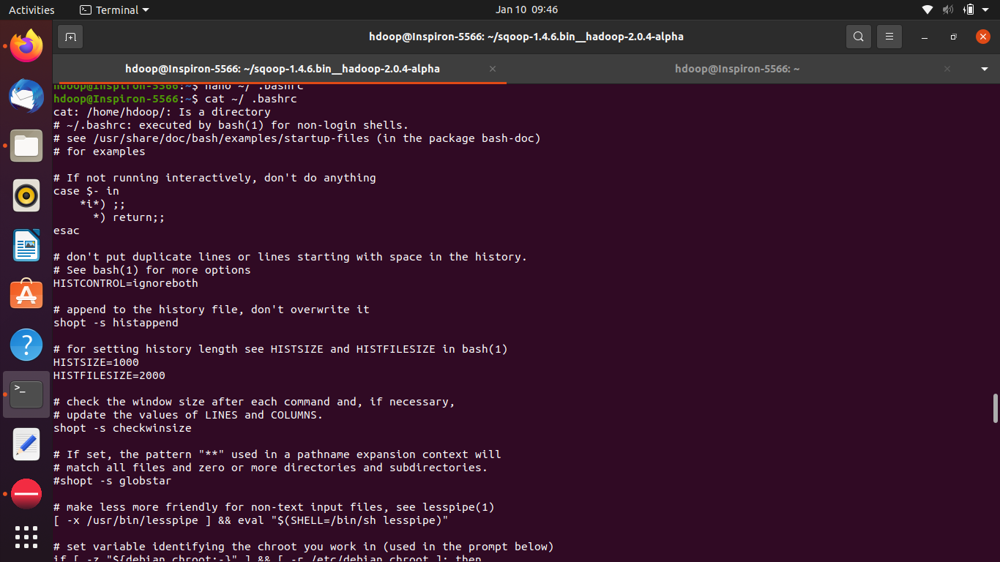 Activities
Terminal
Jan 10 09:46
hdoop@Inspiron-5566: ~/sqoop-1.4.6.bin__hadoop-2.0.4-alpha
hdoop@Inspiron-5566: ~/sqoop-1.4.6.bin__hadoop-2.0.4-alpha
hdoop@Inspiron-5566: ~
hdoop@Inspiron-5566:~$ nano ~/ .bashrc
hdoop@Inspiron-5566:~$ cat ~/ .bashrc
cat: /home/hdoop/: Is a directory
# ~/.bashrc: executed by bash(1) for non-login shells.
# see /usr/share/doc/bash/examples/startup-files (in the package bash-doc)
# for examples
# If not running interactively, don't do anything
case $- in
    *i*) ;;
      *) return;;
esac
# don't put duplicate lines or lines starting with space in the history.
# See bash(1) for more options
HISTCONTROL=ignoreboth
# append to the history file, don't overwrite it
shopt -s histappend
# for setting history length see HISTSIZE and HISTFILESIZE in bash(1)
HISTSIZE=1000
HISTFILESIZE=2000
# check the window size after each command and, if necessary,
# update the values of LINES and COLUMNS.
shopt -s checkwinsize
# If set, the pattern "**" used in a pathname expansion context will
# match all files and zero or more directories and subdirectories.
#shopt -s globstar
# make less more friendly for non-text input files, see lesspipe(1)
[ -x /usr/bin/lesspipe ] && eval "$(SHELL=/bin/sh lesspipe)"
# set variable identifying the chroot you work in (used in the prompt below)
if [ -z "${debian_chroot:-}" ] && [ -r /etc/debian_chroot ]; then